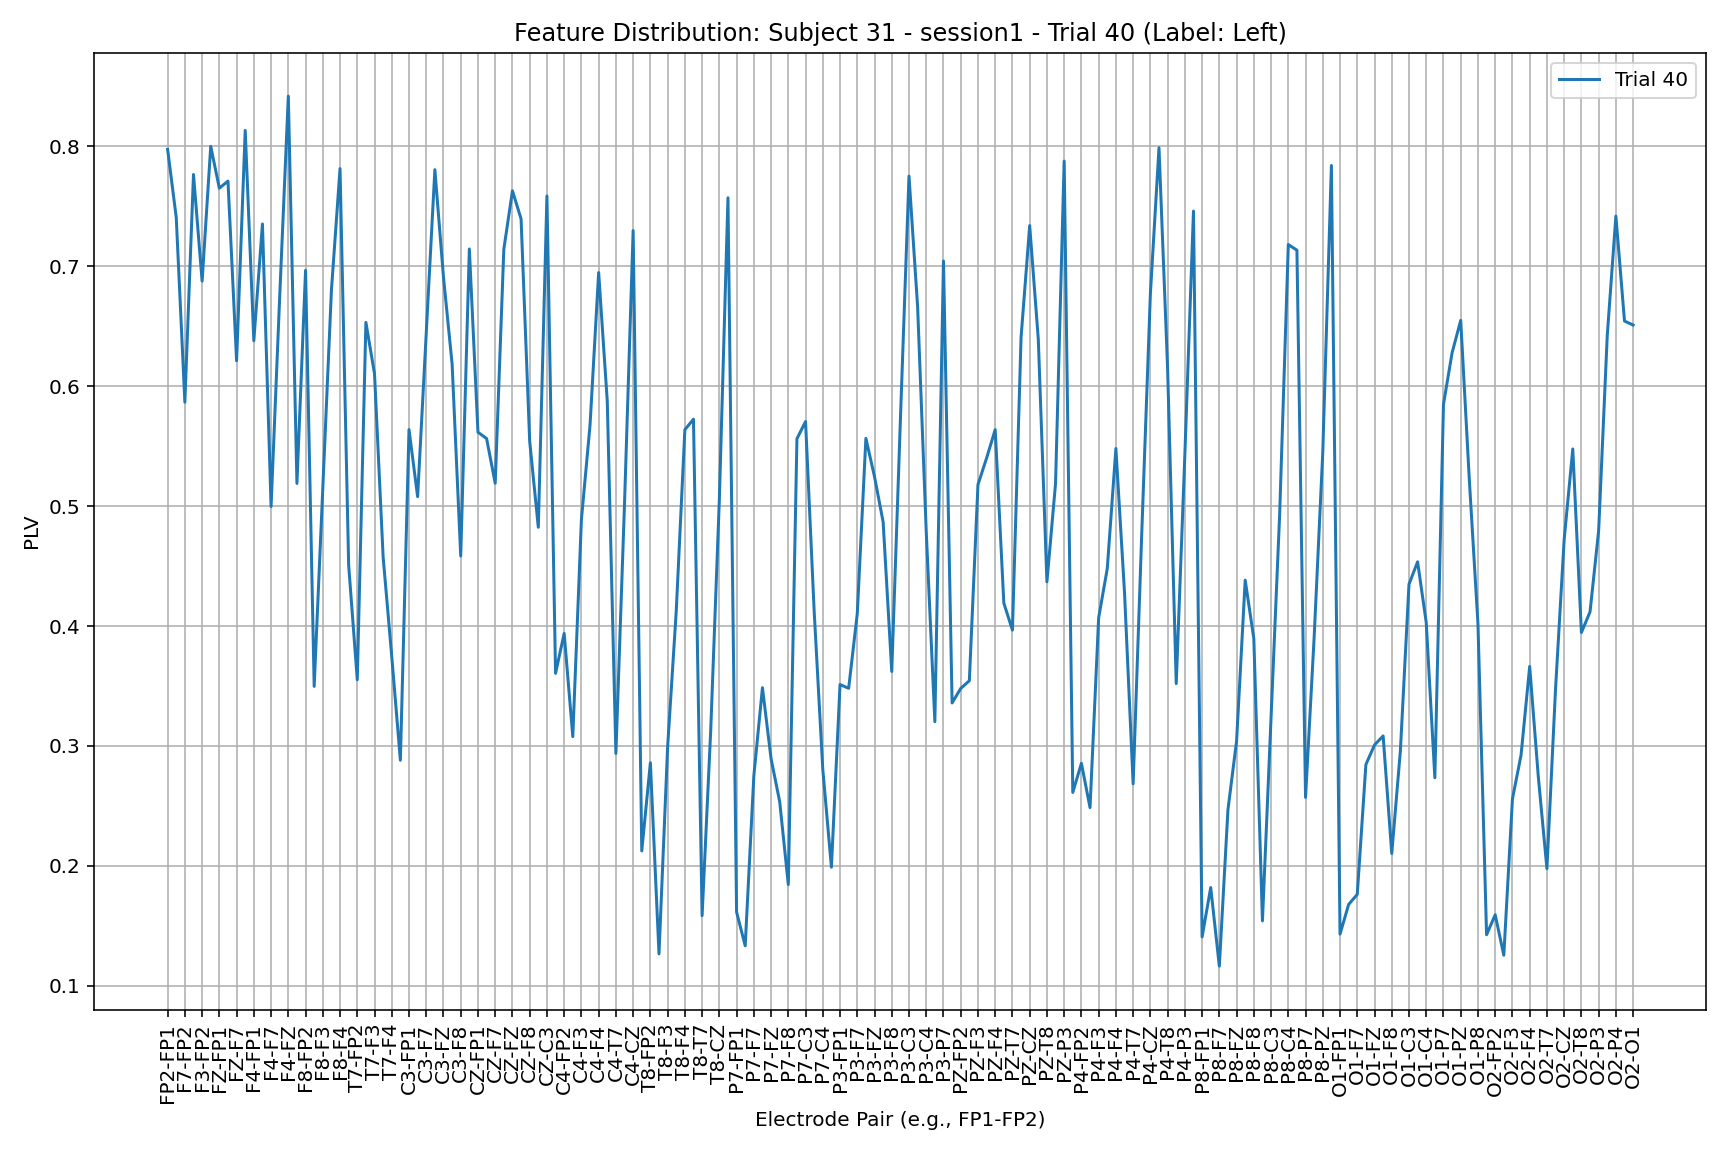 Feature Distribution: Subject 31 - session1 - Trial 40 (Label: Left)
Trial 40
PLV
0.8
0.7
0.6
0.5
0.4
0.3
0.2
0.1
FP2-FP1
F7-FP2
F3-FP2
FZ-FP1
FZ-F7
F4-FP1
F4-F7
F4-FZ
F8-FP2
F8-F3
F8-F4
T7-FP2
T7-F3
T7-F4
C3-FP1
C3-F7
C3-FZ
C3-F8
CZ-FP1
CZ-F7
CZ-FZ
CZ-F8
CZ-C3
C4-FP2
C4-F3
C4-F4
C4-T7
C4-CZ
T8-FP2
T8-F3
T8-F4
T8-T7
T8-CZ
P7-FP1
P7-F7
P7-FZ
P7-F8
P7-C3
P7-C4
P3-FP1
P3-F7
P3-FZ
P3-F8
P3-C3
P3-C4
P3-P7
PZ-FP2
PZ-F3
PZ-F4
PZ-T7
PZ-CZ
PZ-T8
PZ-P3
P4-FP2
P4-F3
P4-F4
P4-T7
P4-CZ
P4-T8
P4-P3
P8-FP1
P8-F7
P8-FZ
P8-F8
P8-C3
P8-C4
P8-P7
P8-PZ
O1-FP1
O1-F7
O1-FZ
O1-F8
O1-C3
O1-C4
O1-P7
O1-PZ
O1-P8
O2-FP2
O2-F3
O2-F4
O2-T7
O2-CZ
O2-T8
O2-P3
O2-P4
O2-O1
Electrode Pair (e.g., FP1-FP2)